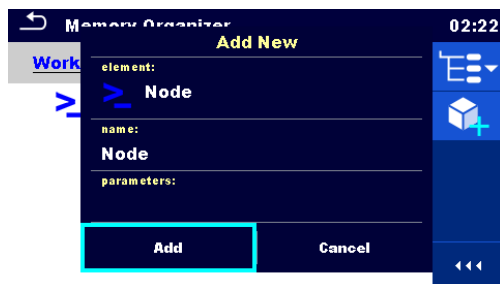 Memory Organizer
02:22
Add New
Work
element:
Node
name:
Node
parameters:
Add
Cancel